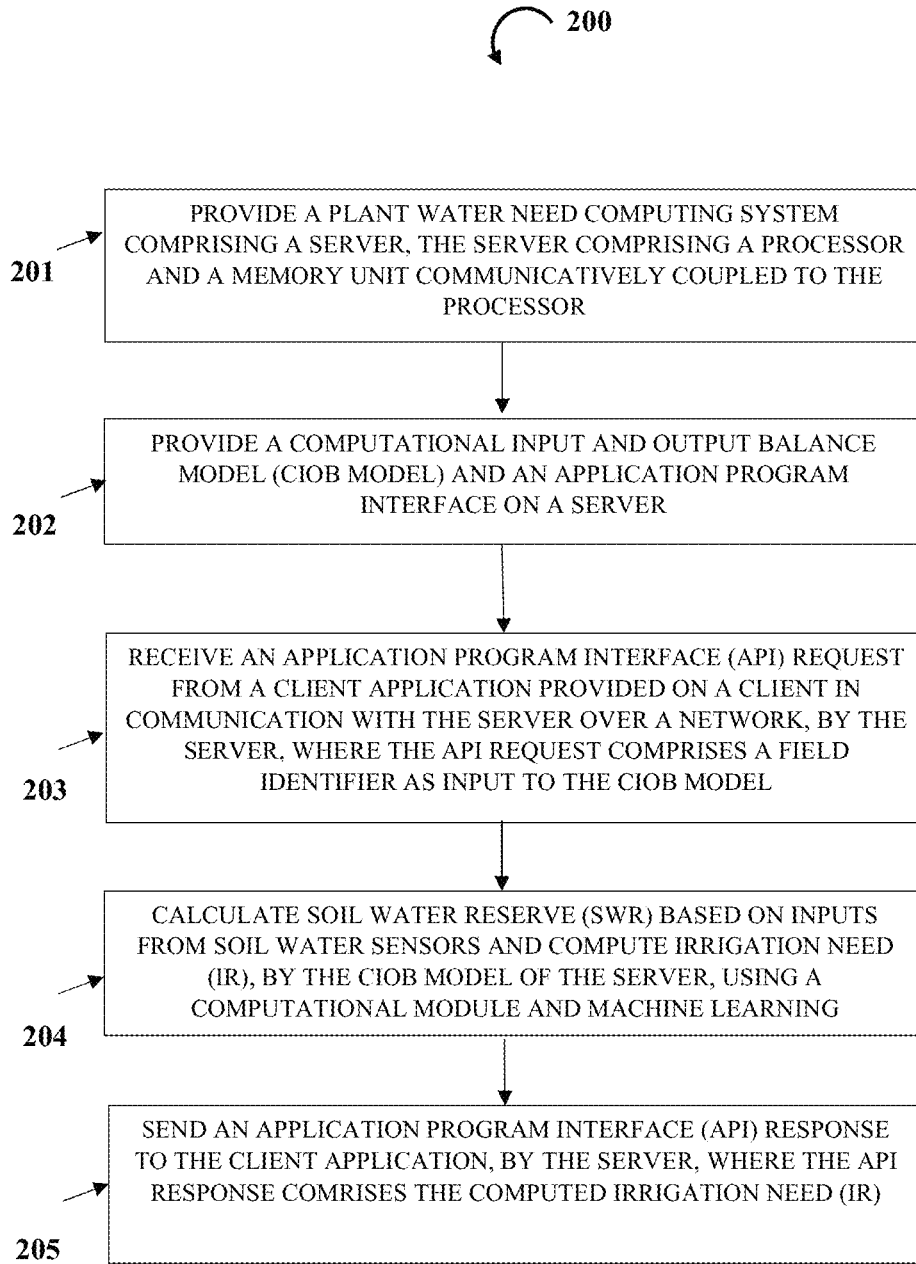 200
PROVIDE A PLANT WATER NEED COMPUTING SYSTEM
COMPRISING A SERVER, THE SERVER COMPRISING A PROCESSOR
AND A MEMORY UNIT COMMUNICATIVELY COUPLED TO THE
PROCESSOR
201
PROVIDE A COMPUTATIONAL INPUT AND OUTPUT BALANCE
MODEL (CIOB MODEL) AND AN APPLICATION PROGRAM
INTERFACE ON A SERVER
202
RECEIVE AN APPLICATION PROGRAM INTERFACE (API) REQUEST
FROM A CLIENT APPLICATION PROVIDED ON A CLIENT IN
COMMUNICATION WITH THE SERVER OVER A NETWORK, BY THE
SERVER, WHERE THE API REQUEST COMPRISES A FIELD
IDENTIFIER AS INPUT TO THE CIOB MODEL
203
CALCULATE SOIL WATER RESERVE (SWR) BASED ON INPUTS
FROM SOIL WATER SENSORS AND COMPUTE IRRIGATION NEED
(IR), BY THE CIOB MODEL OF THE SERVER, USING A
COMPUTATIONAL MODULE AND MACHINE LEARNING
204
SEND AN APPLICATION PROGRAM INTERFACE (API) RESPONSE
TO THE CLIENT APPLICATION, BY THE SERVER, WHERE THE API
RESPONSE COMRISES THE COMPUTED IRRIGATION NEED (IR)
205